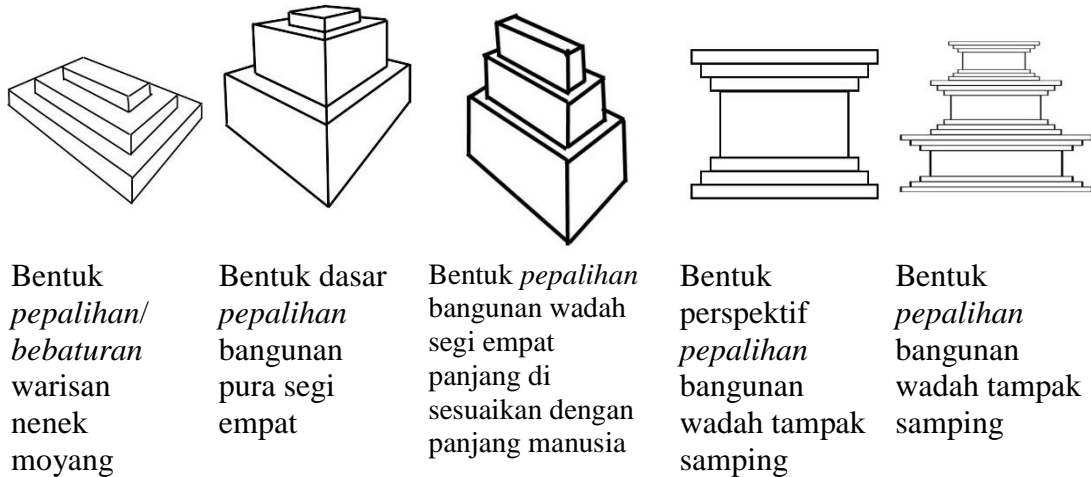 Bentuk
pepalihan/
bebaturan
warisan
nenek
moyang
Bentuk dasar
pepalihan
bangunan
pura segi
empat
Bentuk pepalihan
bangunan wadah
segi empat
panjang di
sesuaikan dengan
panjang manusia
Bentuk
perspektif
pepalihan
bangunan
wadah tampak
samping
Bentuk
pepalihan
bangunan
wadah tampak
samping